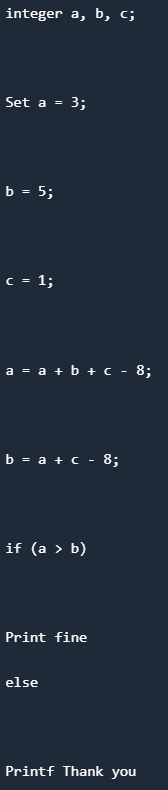 integer a, b, c;
Set a = 3;
b = 5;
c = 1;
a = a + b + c - 8;
b = a + c - 8;
if (a > b)
Print fine
else
Printf Thank you